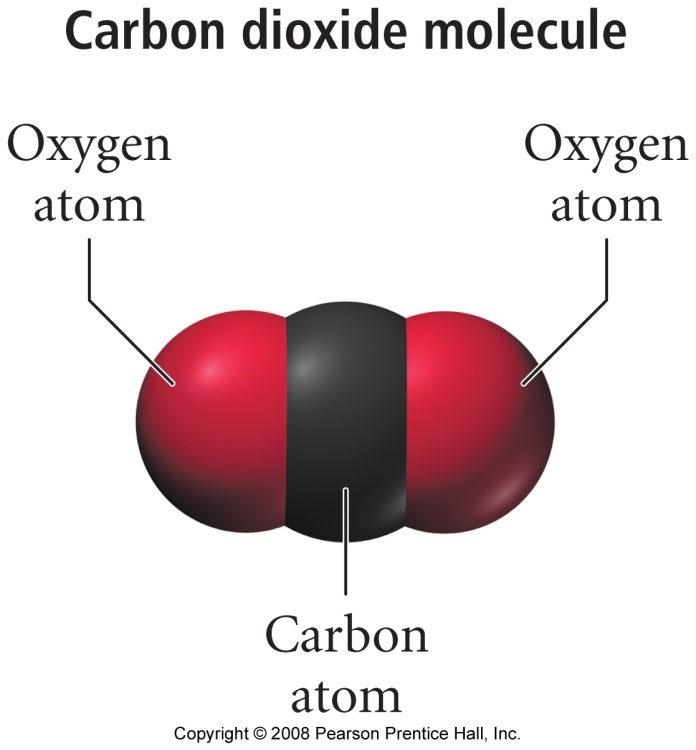 Carbon dioxide molecule
Oxygen
atom
Oxygen
atom
Carbon
atom
Copyright © 2008 Pearson Prentice Hall, Inc.